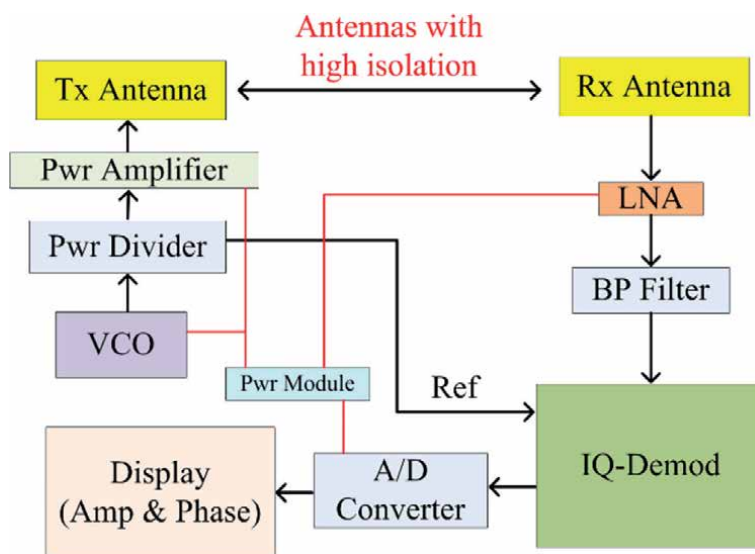 Antennas with
high isolation
Tx Antenna
Rx Antenna
Pwr Amplifier
LNA
Pwr Divider
BP Filter
VCO
Pwr Module
Ref
IQ-Demod
Display
(Amp & Phase)
A/D
Converter